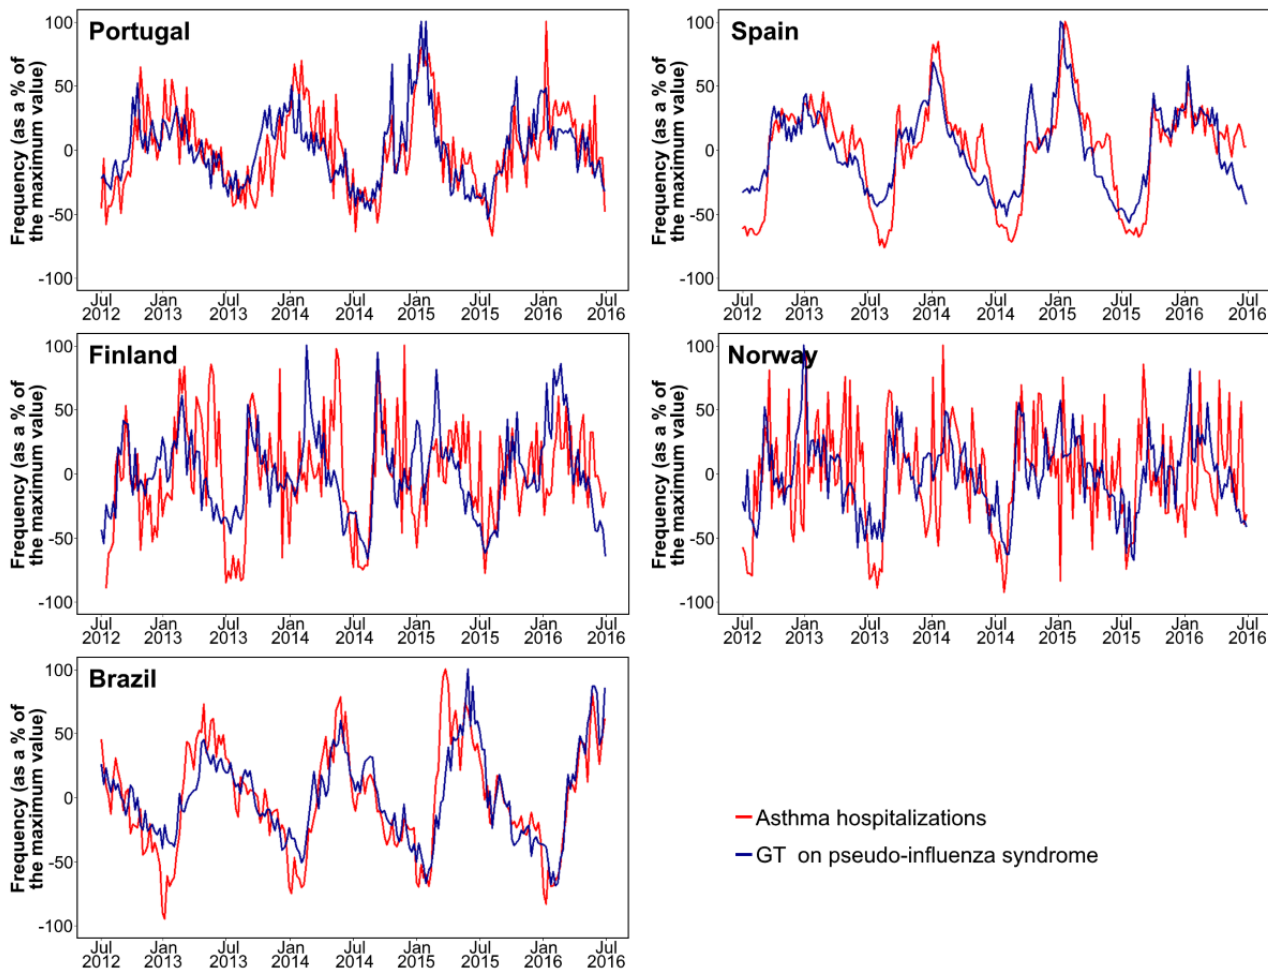 Portugal
Frequency (as a % of
the maximum value)
100
50
0
-50
-100
Jul Jan Jul Jan Jul Jan Jul Jan Jul
2012 2013 2013 2014 2014 2015 2015 2016 2016
Spain
Frequency (as a % of
the maximum value)
100
50
0
-50
-100
Jul Jan Jul Jan Jul Jan Jul Jan Jul
2012 2013 2013 2014 2014 2015 2015 2016 2016
Finland
Frequency (as a % of
the maximum value)
100
50
0
-50
-100
Jul Jan Jul Jan Jul Jan Jul Jan Jul
2012 2013 2013 2014 2014 2015 2015 2016 2016
Norway
Frequency (as a % of
the maximum value)
100
50
0
-50
-100
Jul Jan Jul Jan Jul Jan Jul Jan Jul
2012 2013 2013 2014 2014 2015 2015 2016 2016
Brazil
Frequency (as a % of
the maximum value)
100
50
0
-50
-100
Jul Jan Jul Jan Jul Jan Jul Jan Jul
2012 2013 2013 2014 2014 2015 2015 2016 2016
Asthma hospitalizations
GT on pseudo-influenza syndrome